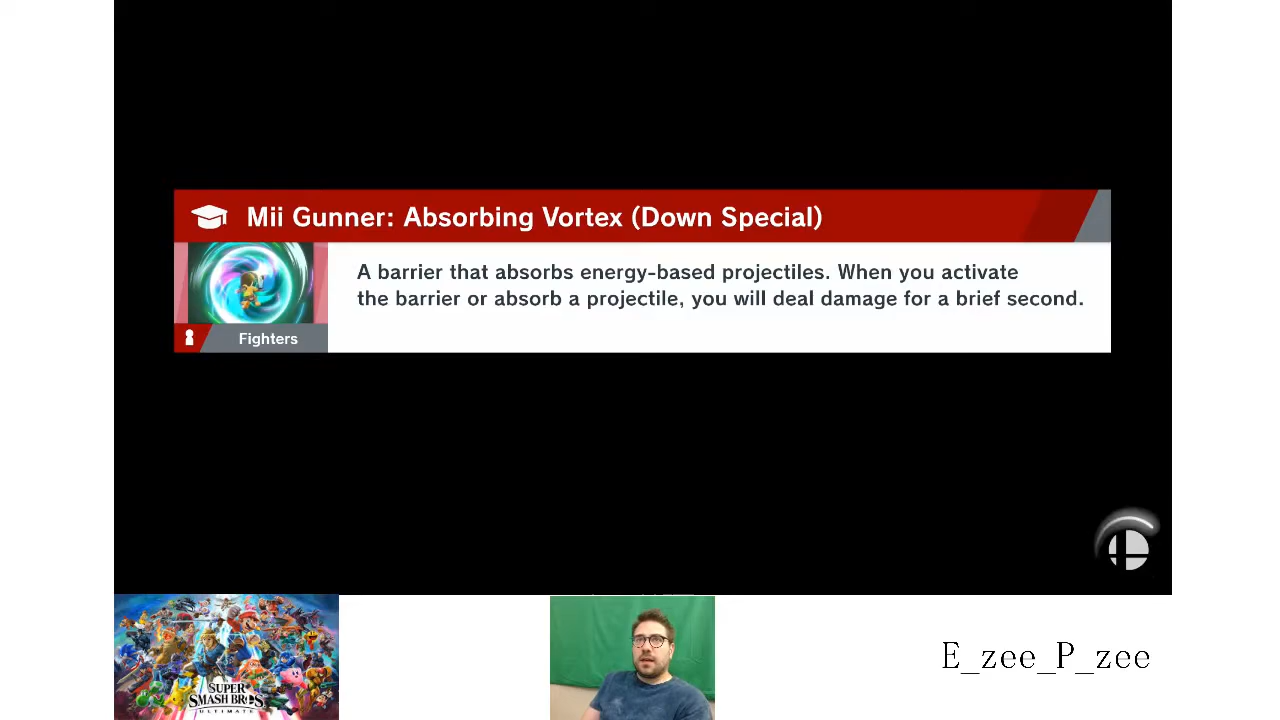 Mii Gunner: Absorbing Vortex (Down Special)
A barrier that absorbs energy-based projectiles. When you activate
the barrier or absorb a projectile, you will deal damage for a brief second.
Fighters
SUPER
SMASH BROS.
ULTIMATE
E_zee_P_zee